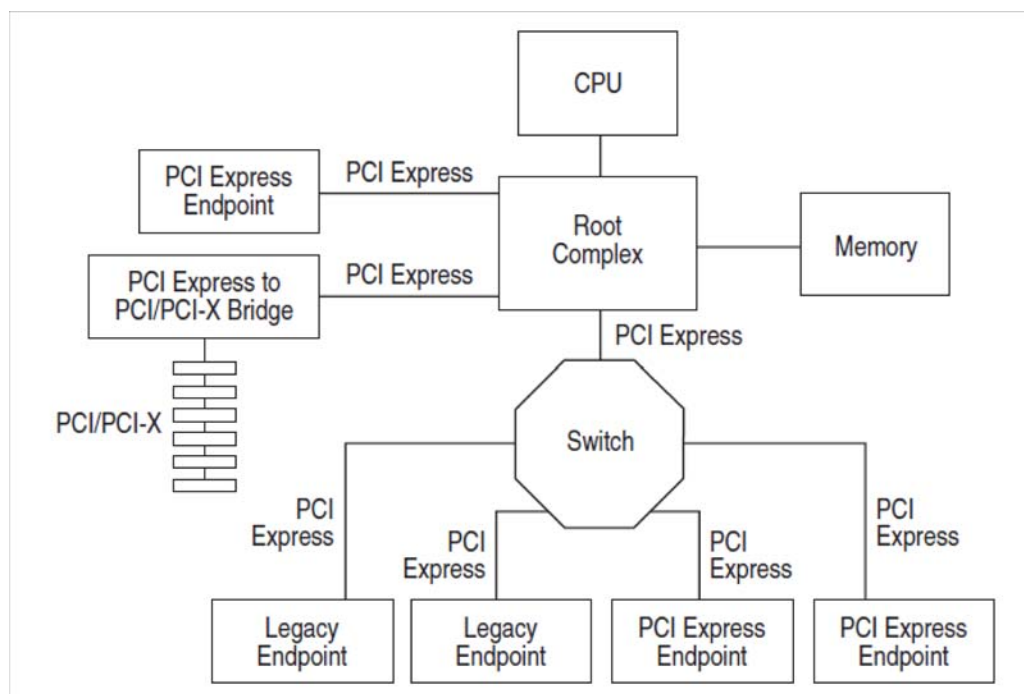 CPU
PCI Express
Endpoint
PCI Express
Root
Complex
Memory
PCI Express to
PCI/PCI-X Bridge
PCI Express
PCI Express
PCI/PCI-X
Switch
PCI
Express
PCI
Express
PCI
Express
PCI
Express
Legacy
Endpoint
Legacy
Endpoint
PCI Express
Endpoint
PCI Express
Endpoint